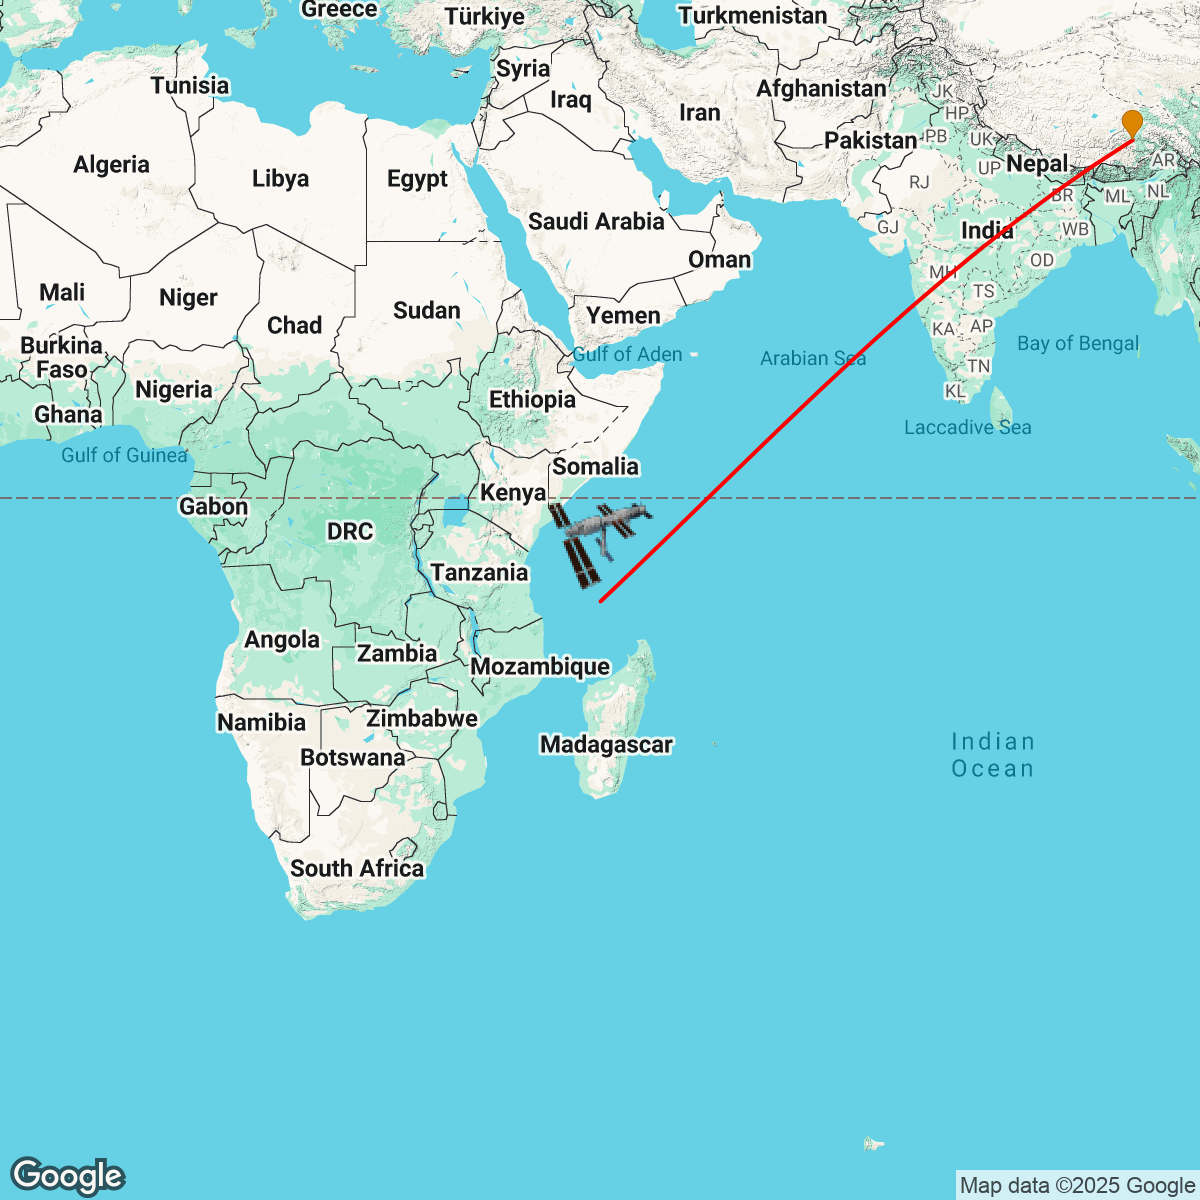 Greece
Türkiye
Turkmenistan
Tunisia
Syria
Iraq
Iran
Afghanistan
JK
HP
PB
UK
Pakistan
Algeria
Libya
Egypt
Nepal
AR
UP
RJ
BR
ML
NL
Saudi Arabia
GJ
India
WB
Oman
OD
MH
Mali
Niger
Chad
Sudan
Yemen
TS
KA
AP
Burkina
Faso
Gulf of Aden
Arabian Sea
Bay of Bengal
TN
KL
Nigeria
Ethiopia
Ghana
Laccadive Sea
Gulf of Guinea
Somalia
Kenya
Gabon
DRC
Tanzania
Angola
Zambia
Mozambique
Namibia
Zimbabwe
Botswana
Madagascar
Indian
Ocean
South Africa
Google
Map data ©2025 Google